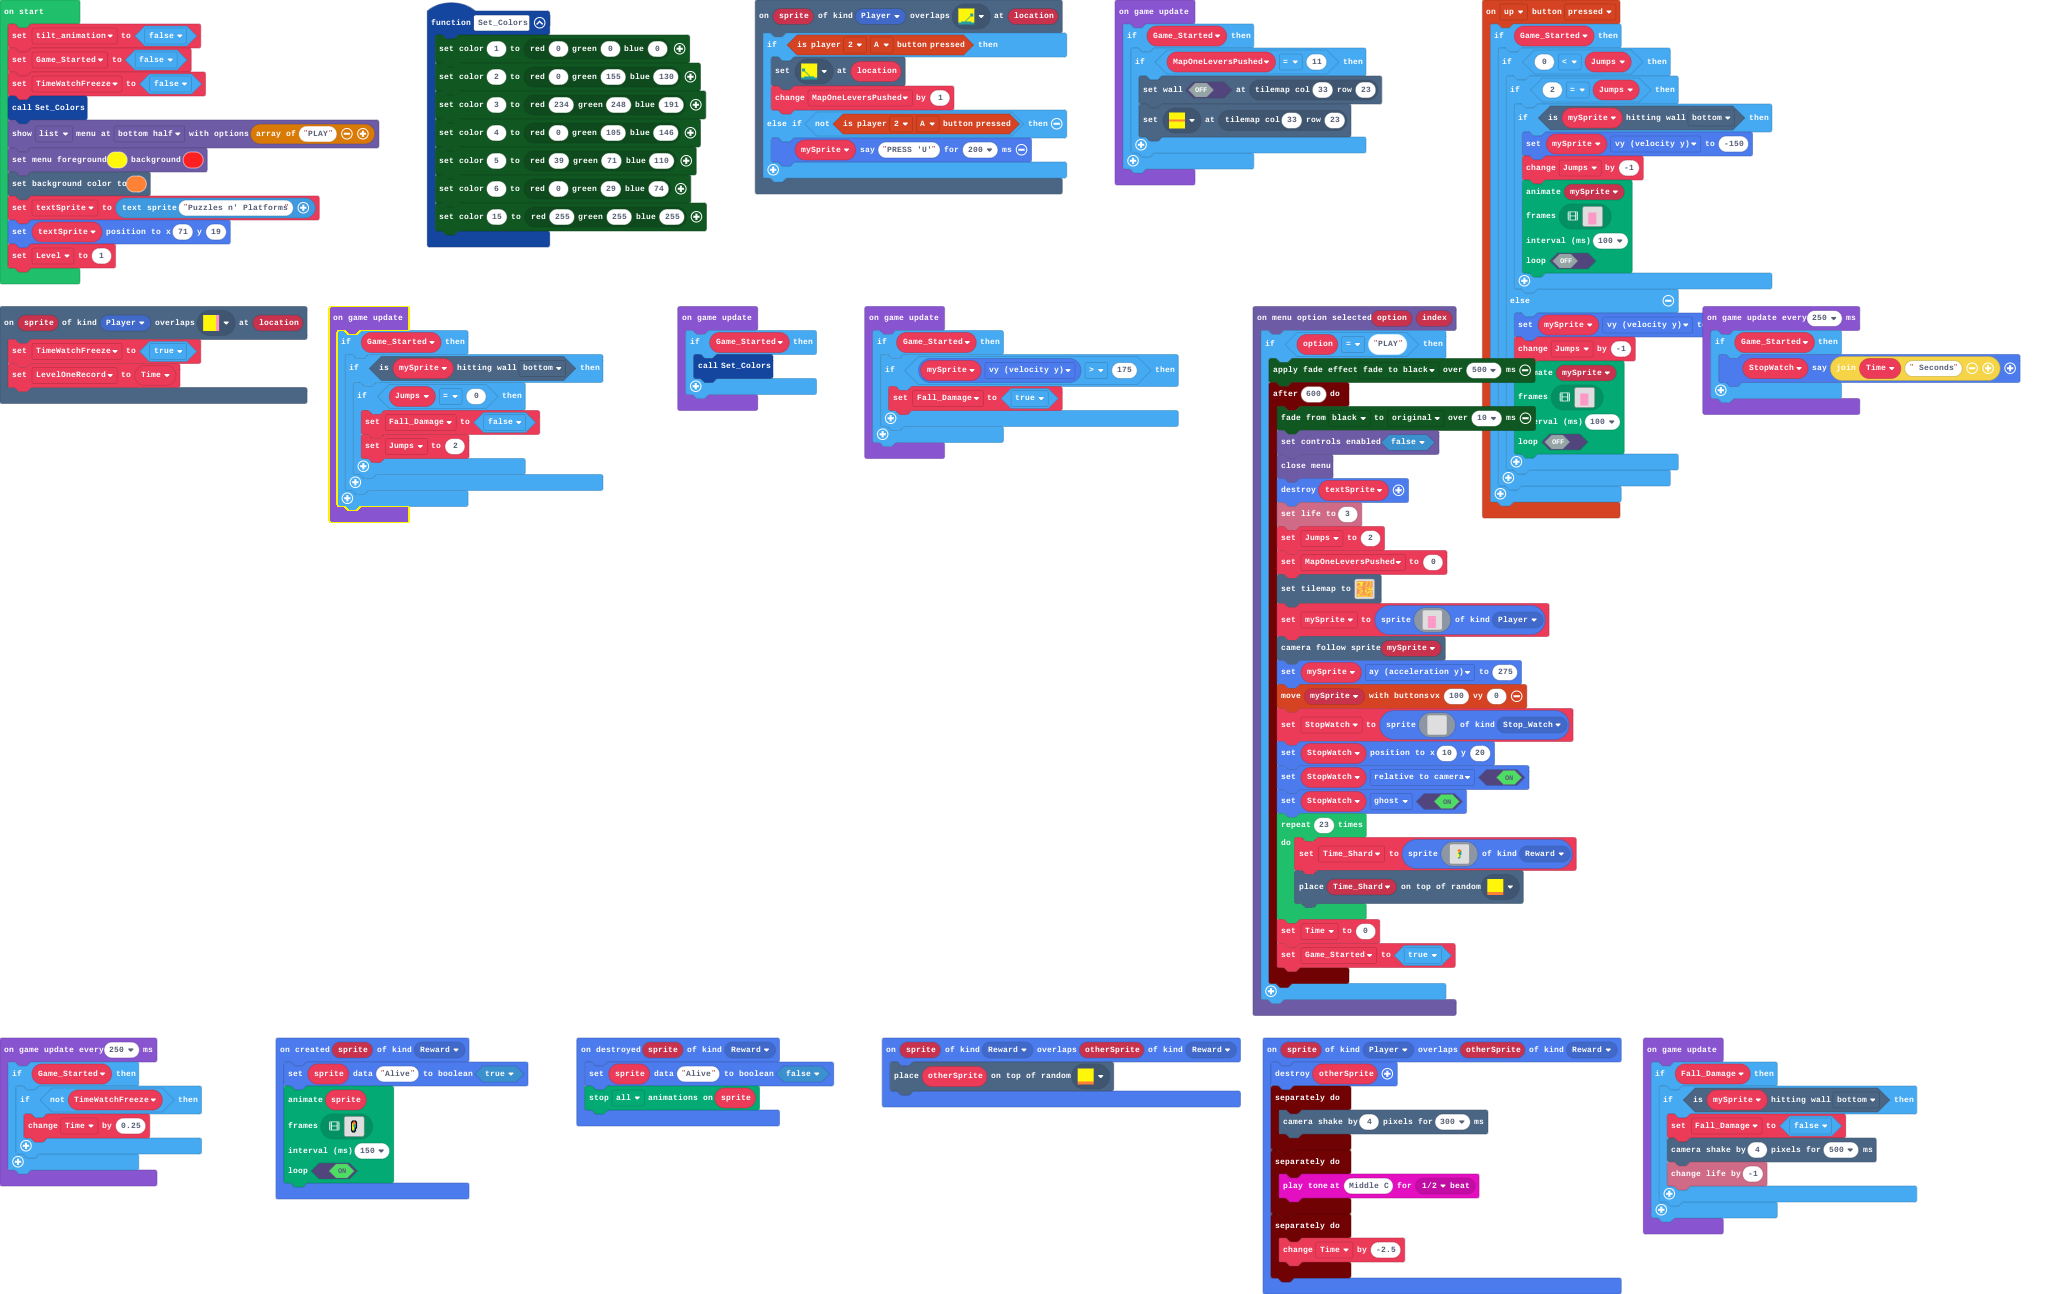 on start
set tilt_animation to false
set Game_Started to false
set TimeWatchFreeze to false
call Set_Colors
show list menu at bottom half with options array of "PLAY"
set menu foreground background
set background color to
set textSprite to text sprite "Puzzles n' Platforms"
set textSprite position to x 71 y 19
set Level to 1
function Set_Colors
set color 1 to red 0 green 0 blue 0
set color 2 to red 0 green 155 blue 130
set color 3 to red 234 green 248 blue 191
set color 4 to red 0 green 105 blue 146
set color 5 to red 39 green 71 blue 110
set color 6 to red 0 green 29 blue 74
set color 15 to red 255 green 255 blue 255
on sprite of kind Player overlaps at location
if is player 2 A button pressed then
set at location
change MapOneLeversPushed by 1
else if not is player 2 A button pressed then
mySprite say "PRESS 'U'" for 200 ms
on game update
if Game_Started then
if MapOneLeversPushed = 11 then
set wall OFF at tilemap col 33 row 23
set at tilemap col 33 row 23
on up button pressed
if Game_Started then
if 0 < Jumps then
if 2 = Jumps then
if is mySprite hitting wall bottom then
set mySprite vy (velocity y) to -150
change Jumps by -1
animate mySprite
frames
interval (ms) 100
loop OFF
else
set mySprite vy (velocity y)
change Jumps by -1
mySprite
frames
100
loop OFF
on sprite of kind Player overlaps at location
set TimeWatchFreeze to true
set LevelOneRecord to Time
on game update
if Game_Started then
if is mySprite hitting wall bottom then
if Jumps = 0 then
set Fall_Damage to false
set Jumps to 2
on game update
if Game_Started then
call Set_Colors
on game update
if Game_Started then
if mySprite vy (velocity y) > 175 then
set Fall_Damage to true
on menu option selected option index
if option = "PLAY" then
apply fade effect fade to black over 500 ms
after 600 do
fade from black to original over 10 ms
set controls enabled false
close menu
destroy textSprite
set life to 3
set Jumps to 2
set MapOneLeversPushed to 0
set tilemap to
set mySprite to sprite of kind Player
camera follow sprite mySprite
set mySprite ay (acceleration y) to 275
move mySprite with buttons vx 100 vy 0
set StopWatch to sprite of kind Stop_Watch
set StopWatch position to x 10 y 20
set StopWatch relative to camera ON
set StopWatch ghost ON
repeat 23 times
do
set Time_Shard to sprite of kind Reward
place Time_Shard on top of random
set Time to 0
set Game_Started to true
on game update every 250 ms
if Game_Started then
StopWatch say join Time " Seconds"
on game update every 250 ms
if Game_Started then
if not TimeWatchFreeze then
change Time by 0.25
on created sprite of kind Reward
set sprite data "Alive" to boolean true
animate sprite
frames
interval (ms) 150
loop ON
on destroyed sprite of kind Reward
set sprite data "Alive" to boolean false
stop all animations on sprite
on sprite of kind Reward overlaps otherSprite of kind Reward
place otherSprite on top of random
on sprite of kind Player overlaps otherSprite of kind Reward
destroy otherSprite
separately do
camera shake by 4 pixels for 300 ms
separately do
play tone at Middle C for 1/2 beat
separately do
change Time by -2.5
on game update
if Fall_Damage then
if is mySprite hitting wall bottom then
set Fall_Damage to false
camera shake by 4 pixels for 500 ms
change life by -1